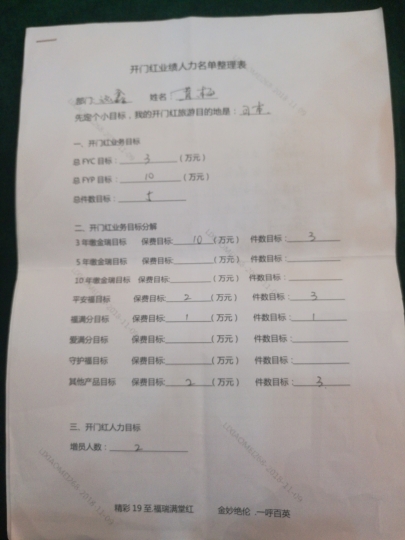 开门红业绩人力名单整理表
部门: 鑫 姓名:
先定个小目标，我的开门红旅游目的地是：日本
一、开门红业务目标
总 FYC 目标：3（万元）
总 FYP 目标：10（万元）
总件数目标：
二、开门红业务目标分解
3 年缴金瑞目标 保费目标:10(万元) 件数目标:3
5 年缴金瑞目标 保费目标:（万元） 件数目标:
10 年缴金瑞目标 保费目标:（万元） 件数目标:
平安福目标 保费目标:2（万元） 件数目标:3
福满分目标 保费目标:1（万元） 件数目标:1
爱满分目标 保费目标:（万元） 件数目标:
守护福目标 保费目标:（万元） 件数目标:
其他产品目标 保费目标:2(万元) 件数目标:3
三、开门红人力目标
增员人数：2
精彩 19 至.福瑞满堂红 金妙绝伦 .一呼百英